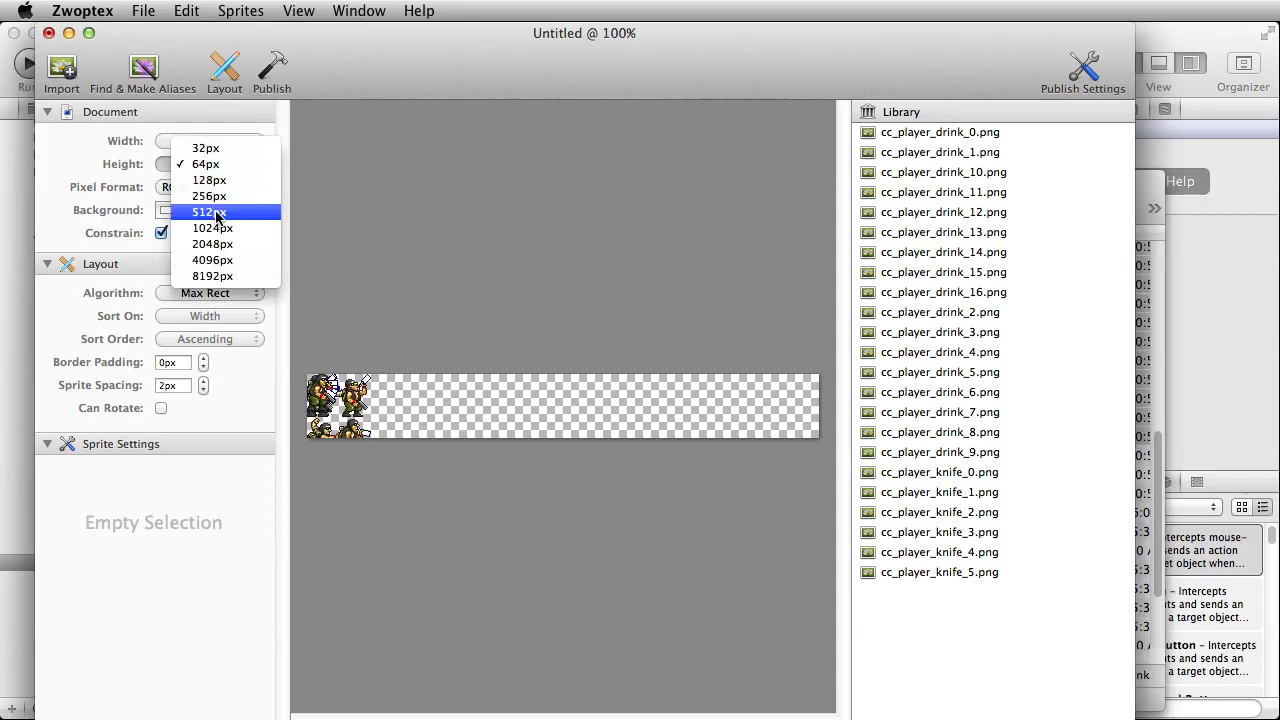 Zwoptex File Edit Sprites View Window Help
Untitled @ 100%
Import Find & Make Aliases Layout Publish Publish Settings View Organizer
Document
Width:
Height:
Pixel Format:
Background:
Constrain:
32px
✓ 64px
128px
256px
512px
1024px
2048px
4096px
8192px
Layout
Algorithm: Max Rect
Sort On: Width
Sort Order: Ascending
Border Padding: 0px
Sprite Spacing: 2px
Can Rotate:
Sprite Settings
Empty Selection
Library
cc_player_drink_0.png
cc_player_drink_1.png
cc_player_drink_10.png
cc_player_drink_11.png
cc_player_drink_12.png
cc_player_drink_13.png
cc_player_drink_14.png
cc_player_drink_15.png
cc_player_drink_16.png
cc_player_drink_2.png
cc_player_drink_3.png
cc_player_drink_4.png
cc_player_drink_5.png
cc_player_drink_6.png
cc_player_drink_7.png
cc_player_drink_8.png
cc_player_drink_9.png
cc_player_knife_0.png
cc_player_knife_1.png
cc_player_knife_2.png
cc_player_knife_3.png
cc_player_knife_4.png
cc_player_knife_5.png
Help
ntercepts mouse-
sends an action
et object when...
– Intercepts
nts and sends an
a target object...
utton – Intercepts
nts and sends an
a target object...